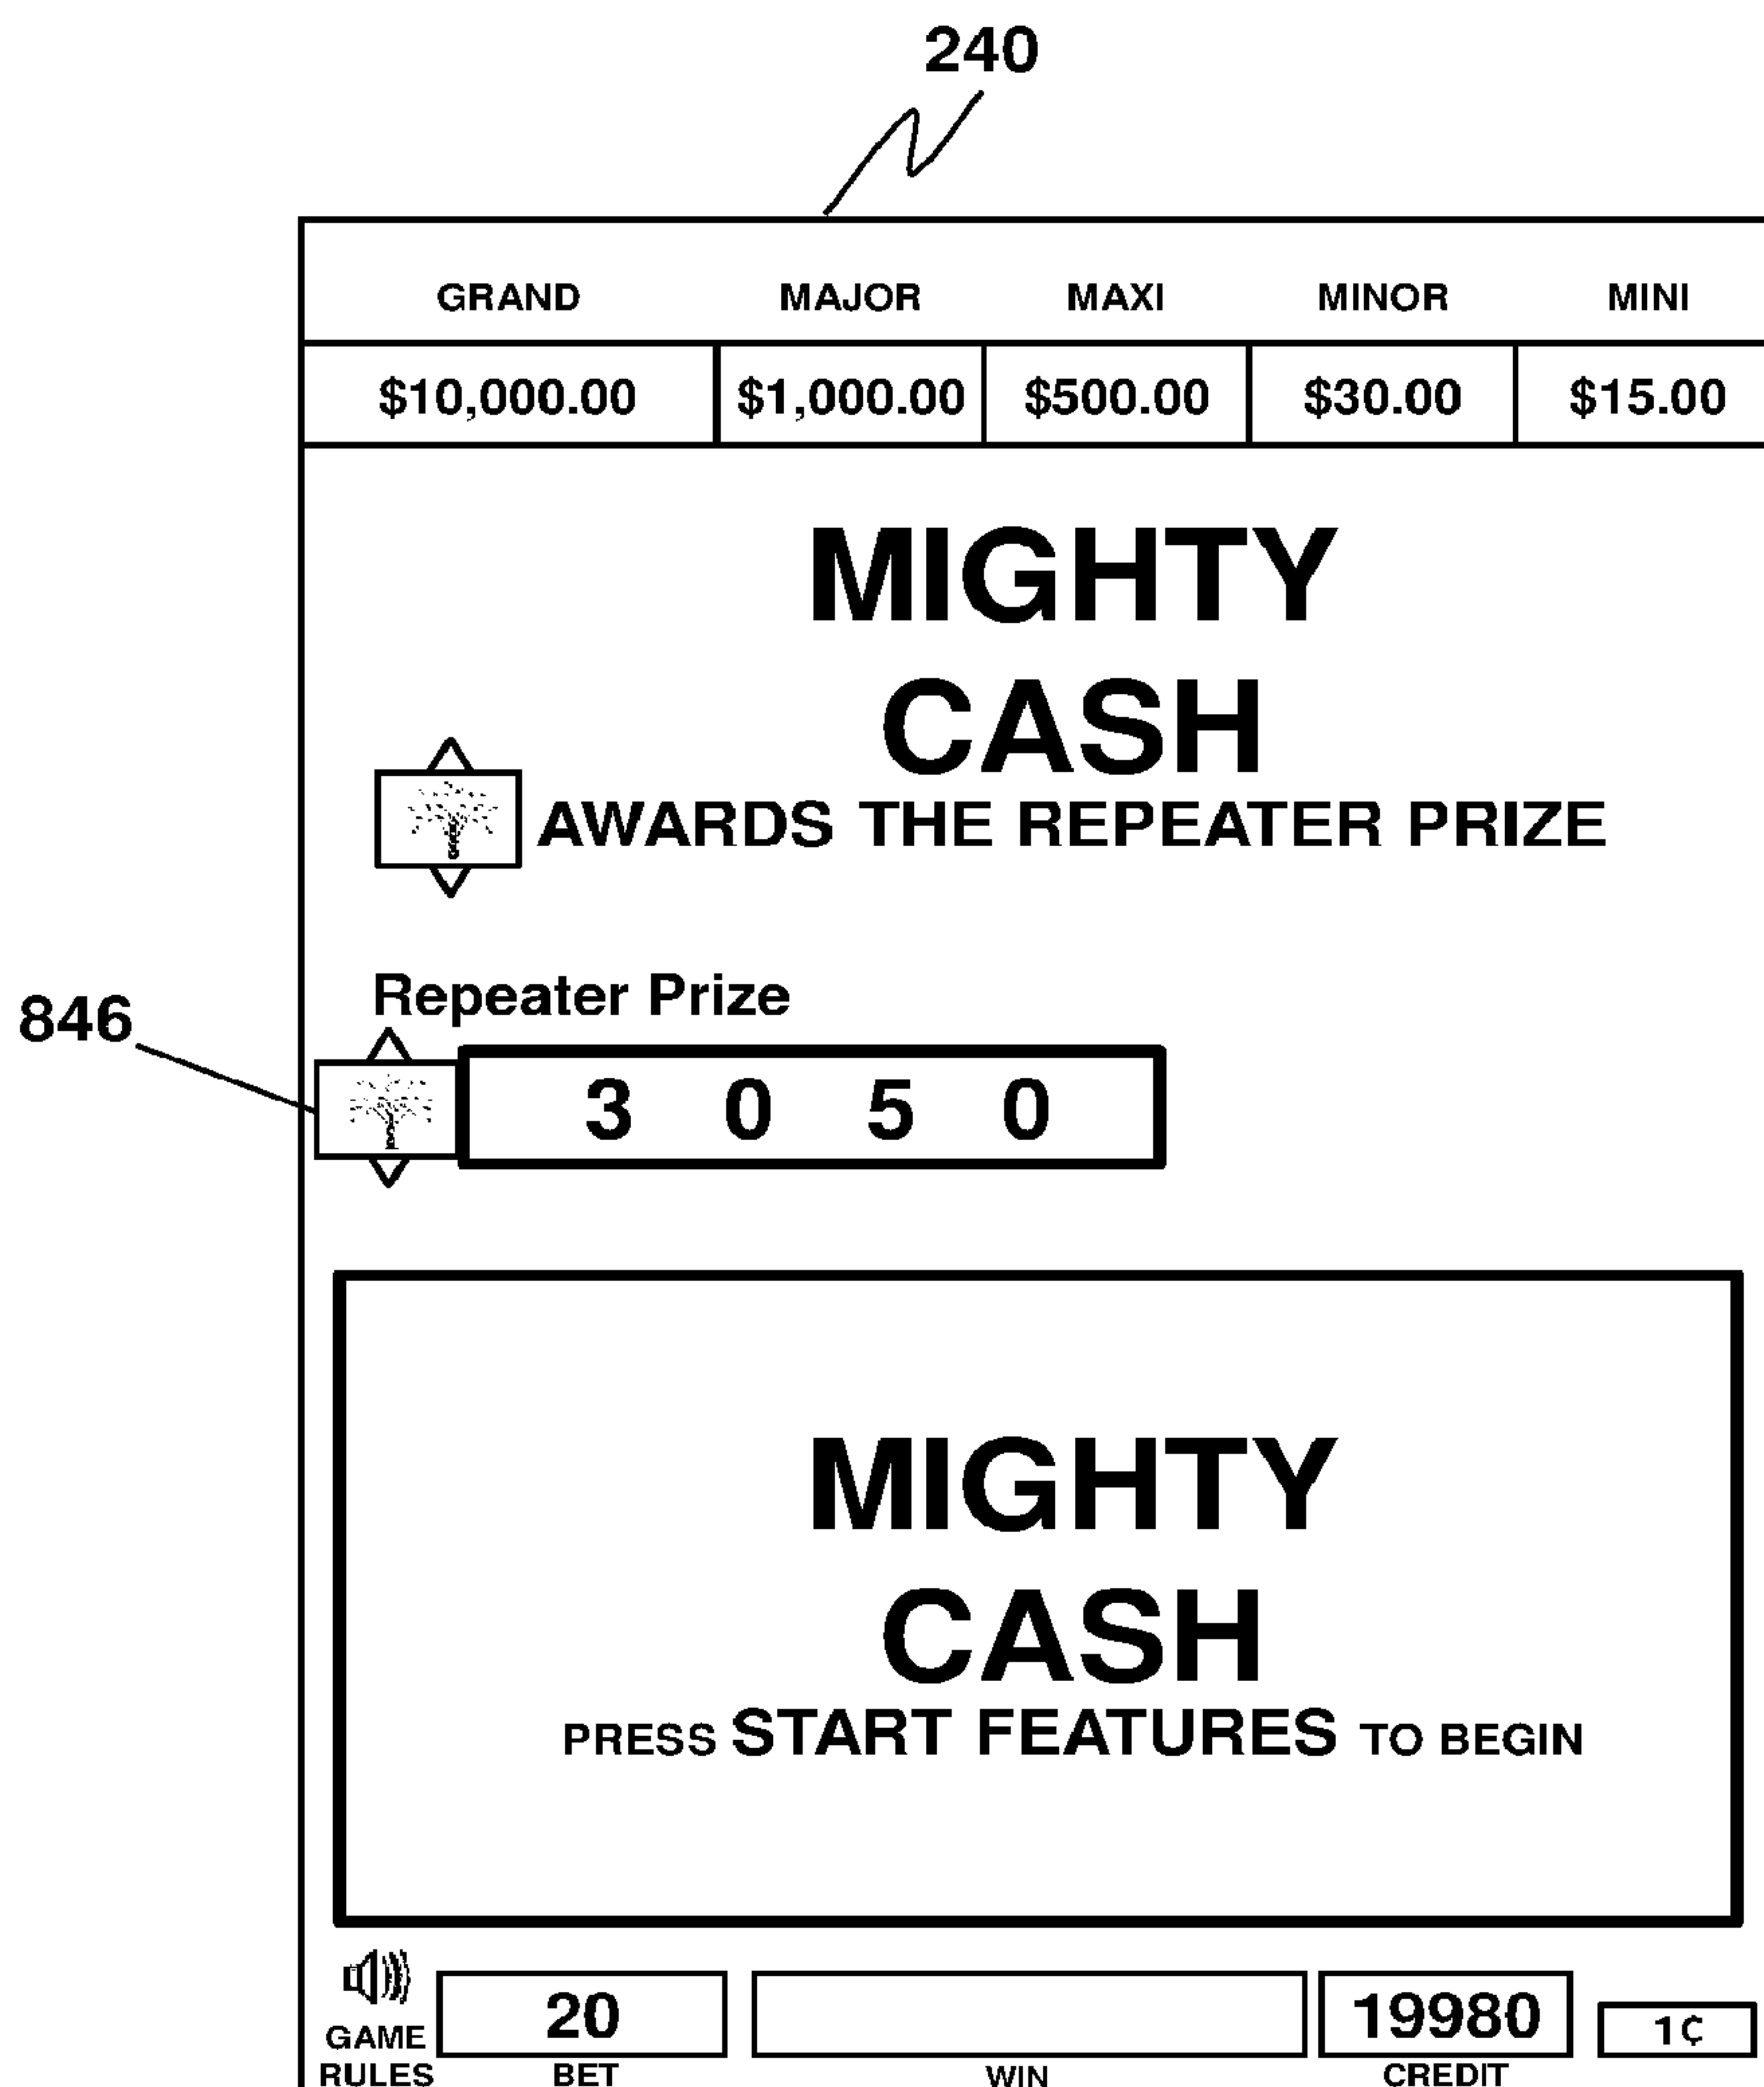 240
GRAND MAJOR MAXI MINOR MINI
$10,000.00 $1,000.00 $500.00 $30.00 $15.00
MIGHTY
CASH
AWARDS THE REPEATER PRIZE
Repeater Prize
846
3 0 5 0
MIGHTY
CASH
PRESS START FEATURES TO BEGIN
20 19980 1¢
GAME
RULES BET WIN CREDIT